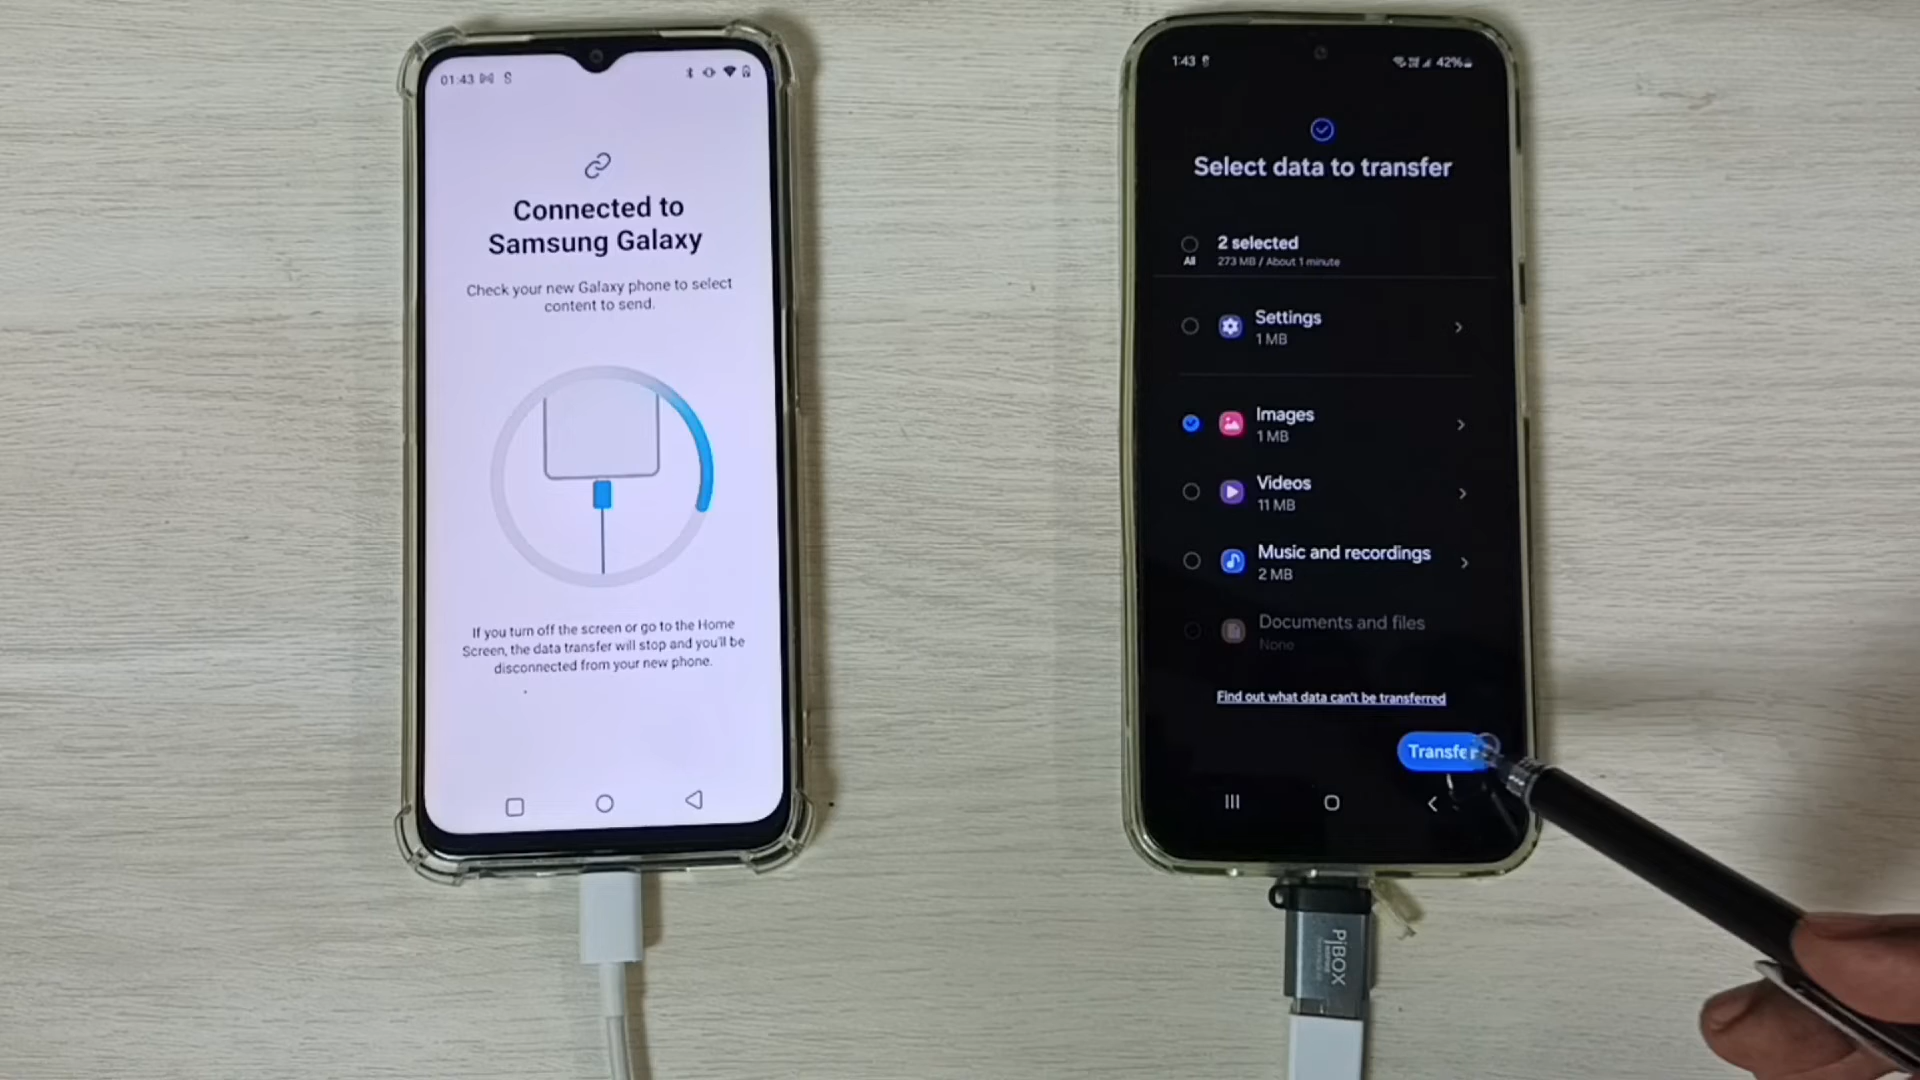 01:43
Connected to
Samsung Galaxy
Check your new Galaxy phone to select
content to send.
If you turn off the screen or go to the Home
Screen, the data transfer will stop and you'll be
disconnected from your new phone.
1:43
42%
Select data to transfer
2 selected
All
273 MB / About 1 minute
Settings
1 MB
Images
1 MB
Videos
11 MB
Music and recordings
2 MB
Documents and files
None
Find out what data can't be transferred
Transfer
PiBOX